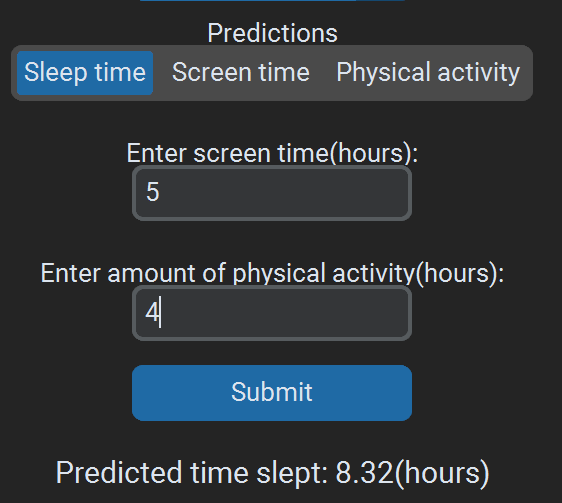 Predictions
Sleep time Screen time Physical activity
Enter screen time(hours):
5
Enter amount of physical activity(hours):
4
Submit
Predicted time slept: 8.32(hours)